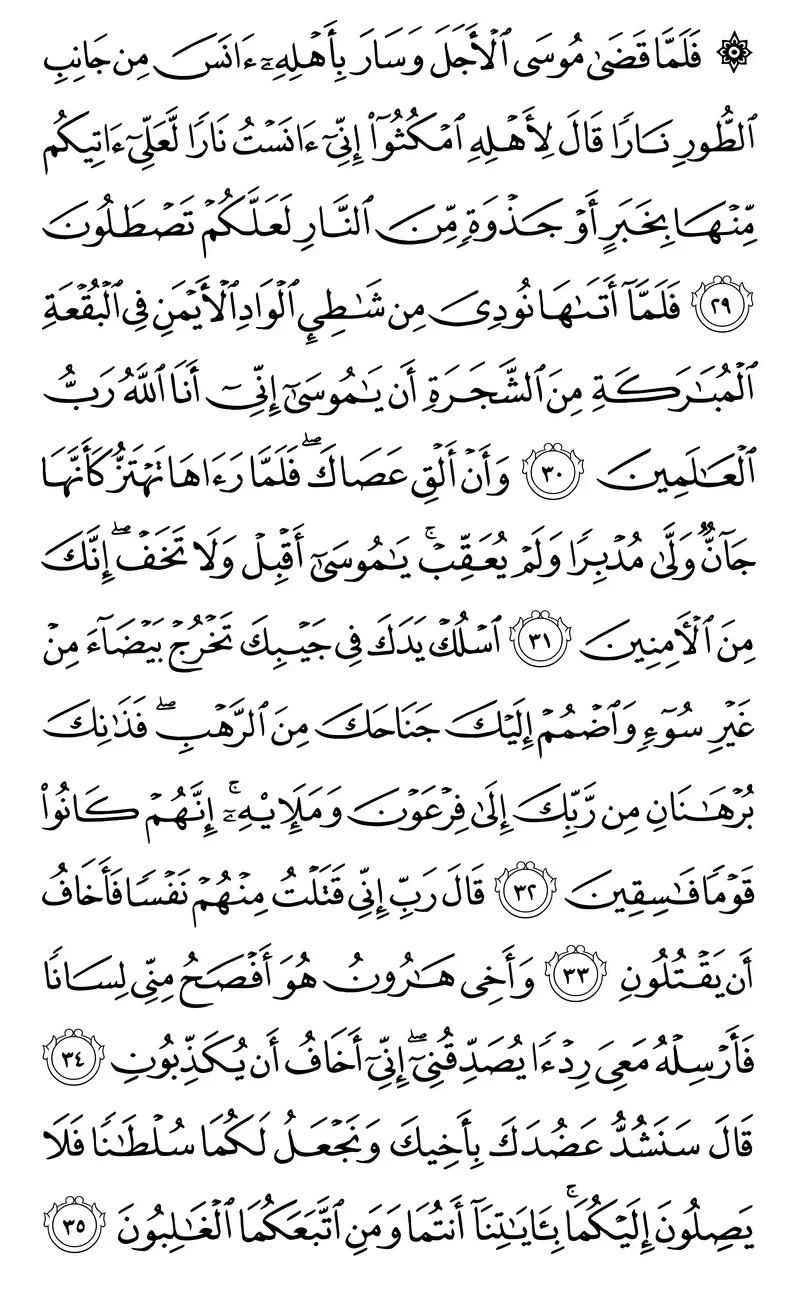 ۞ فَلَمَّا قَضَىٰ مُوسَى ٱلْأَجَلَ وَسَارَ بِأَهْلِهِۦٓ ءَانَسَ مِن جَانِبِ
ٱلطُّورِ نَارًا قَالَ لِأَهْلِهِ ٱمْكُثُوٓا۟ إِنِّىٓ ءَانَسْتُ نَارًا لَّعَلِّىٓ ءَاتِيكُم
مِّنْهَا بِخَبَرٍ أَوْ جَذْوَةٍ مِّنَ ٱلنَّارِ لَعَلَّكُمْ تَصْطَلُونَ
٢٩ فَلَمَّآ أَتَىٰهَا نُودِىَ مِن شَٰطِئِ ٱلْوَادِ ٱلْأَيْمَنِ فِى ٱلْبُقْعَةِ
ٱلْمُبَٰرَكَةِ مِنَ ٱلشَّجَرَةِ أَن يَٰمُوسَىٰٓ إِنِّىٓ أَنَا ٱللَّهُ رَبُّ
ٱلْعَٰلَمِينَ ٣٠ وَأَنْ أَلْقِ عَصَاكَ ۖ فَلَمَّا رَءَاهَا تَهْتَزُّ كَأَنَّهَا
جَآنٌّ وَلَّىٰ مُدْبِرًا وَلَمْ يُعَقِّبْ ۚ يَٰمُوسَىٰٓ أَقْبِلْ وَلَا تَخَفْ ۖ إِنَّكَ
مِنَ ٱلْءَامِنِينَ ٣١ ٱسْلُكْ يَدَكَ فِى جَيْبِكَ تَخْرُجْ بَيْضَآءَ مِنْ
غَيْرِ سُوٓءٍ وَٱضْمُمْ إِلَيْكَ جَنَاحَكَ مِنَ ٱلرَّهْبِ ۖ فَذَٰنِكَ
بُرْهَٰنَانِ مِن رَّبِّكَ إِلَىٰ فِرْعَوْنَ وَمَلَإِي۟هِۦٓ ۚ إِنَّهُمْ كَانُوا۟
قَوْمًا فَٰسِقِينَ ٣٢ قَالَ رَبِّ إِنِّى قَتَلْتُ مِنْهُمْ نَفْسًا فَأَخَافُ
أَن يَقْتُلُونِ ٣٣ وَأَخِى هَٰرُونُ هُوَ أَفْصَحُ مِنِّى لِسَانًا
فَأَرْسِلْهُ مَعِىَ رِدْءًا يُصَدِّقُنِىٓ ۖ إِنِّىٓ أَخَافُ أَن يُكَذِّبُونِ ٣٤
قَالَ سَنَشُدُّ عَضُدَكَ بِأَخِيكَ وَنَجْعَلُ لَكُمَا سُلْطَٰنًا فَلَا
يَصِلُونَ إِلَيْكُمَا ۚ بِـَٔايَٰتِنَآ أَنتُمَا وَمَنِ ٱتَّبَعَكُمَا ٱلْغَٰلِبُونَ ٣٥